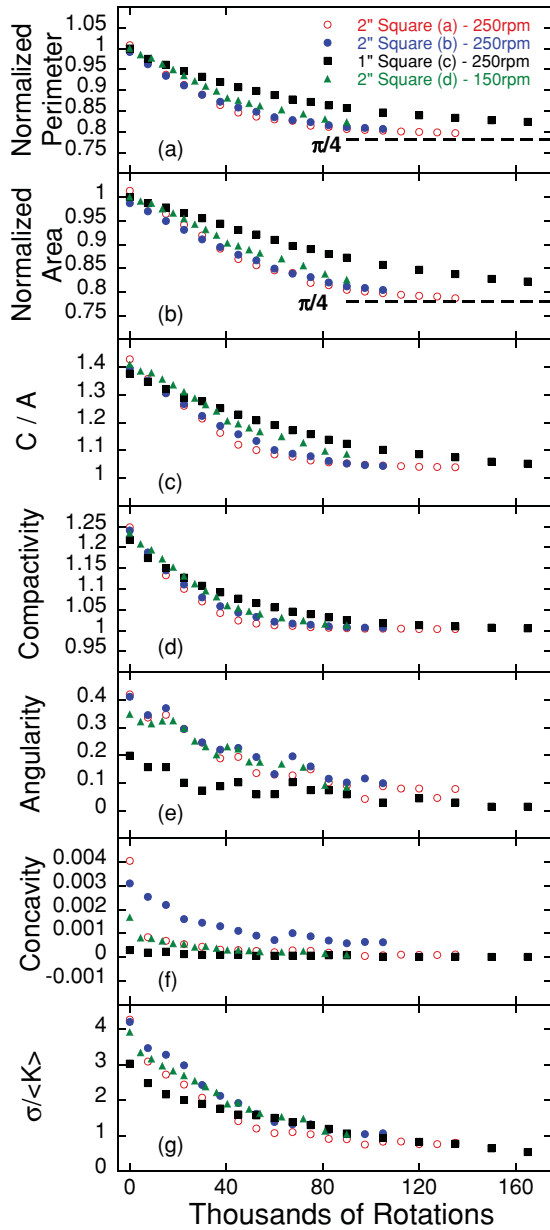 1.05
1
0.95
0.9
0.85
0.8
0.75
Normalized
Perimeter
2" Square (a) - 250rpm
2" Square (b) - 250rpm
1" Square (c) - 250rpm
2" Square (d) - 150rpm
π/4
(a)
1
0.95
0.9
0.85
0.8
0.75
Normalized
Area
π/4
(b)
1.4
1.3
1.2
1.1
1
C / A
(c)
1.25
1.2
1.15
1.1
1.05
1
0.95
Compactivity
(d)
0.4
0.3
0.2
0.1
0
Angularity
(e)
0.004
0.003
0.002
0.001
0
-0.001
Concavity
(f)
4
3
2
1
0
σ/<K>
(g)
0 40 80 120 160
Thousands of Rotations